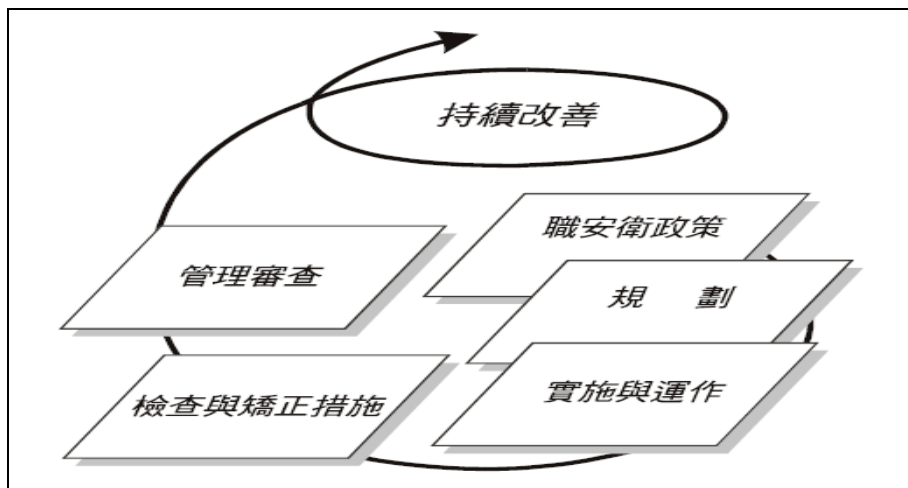 持續改善
職安衛政策
管理審查
規 劃
檢查與矯正措施
實施與運作